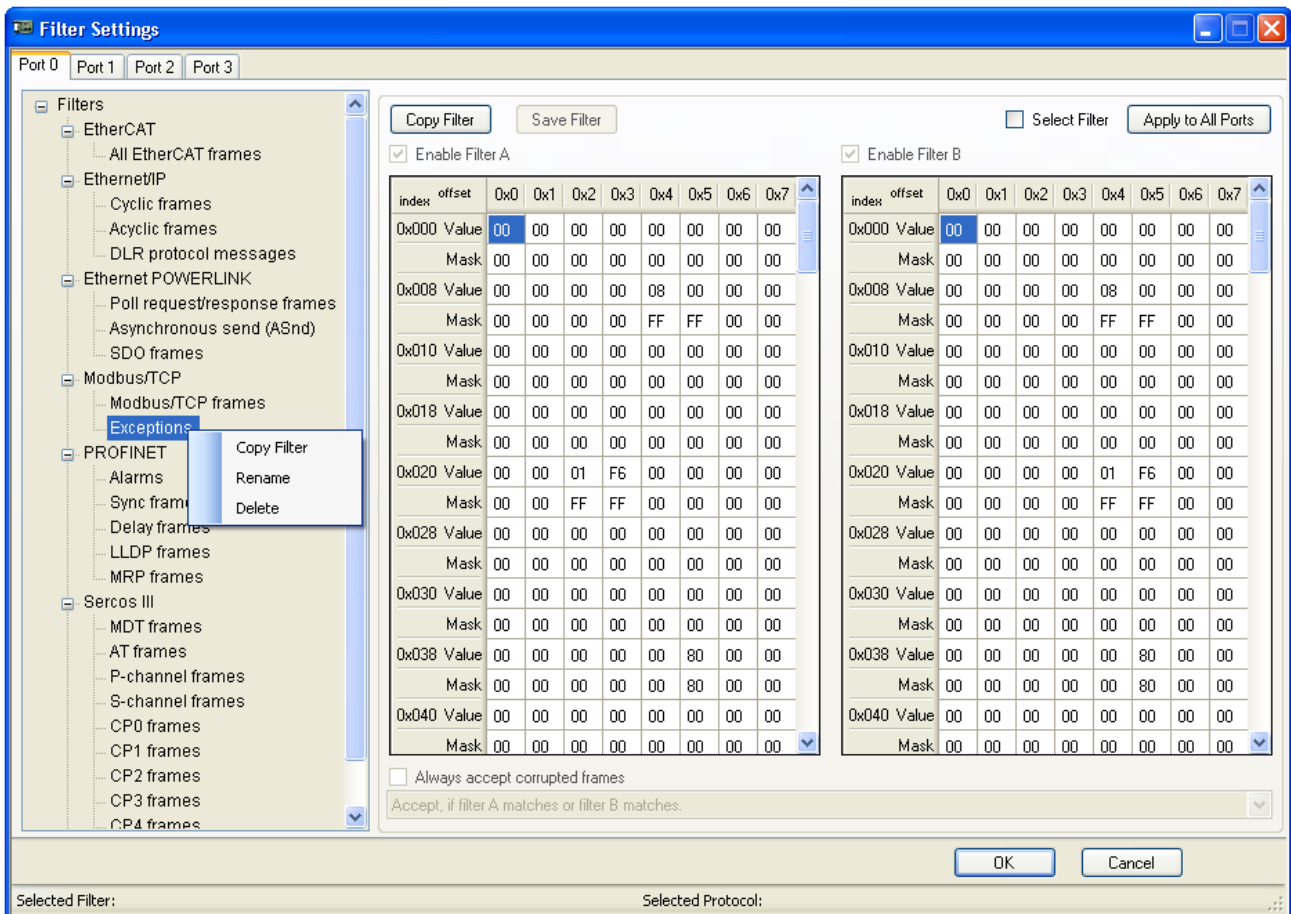 Filter Settings
Port 0 Port 1 Port 2 Port 3
Filters
EtherCAT
All EtherCAT frames
Ethernet/IP
Cyclic frames
Acyclic frames
DLR protocol messages
Ethernet POWERLINK
Poll request/response frames
Asynchronous send (ASnd)
SDO frames
Modbus/TCP
Modbus/TCP frames
Exceptions
PROFINET
Alarms
Sync fram
Delay frames
LLDP frames
MRP frames
Sercos III
MDT frames
AT frames
P-channel frames
S-channel frames
CP0 frames
CP1 frames
CP2 frames
CP3 frames
CP4 frames
Copy Filter
Rename
Delete
Copy Filter Save Filter Select Filter Apply to All Ports
Enable Filter A
index offset 0x0 0x1 0x2 0x3 0x4 0x5 0x6 0x7
0x000 Value 00 00 00 00 00 00 00 00
Mask 00 00 00 00 00 00 00 00
0x008 Value 00 00 00 00 08 00 00 00
Mask 00 00 00 00 FF FF 00 00
0x010 Value 00 00 00 00 00 00 00 00
Mask 00 00 00 00 00 00 00 00
0x018 Value 00 00 00 00 00 00 00 00
Mask 00 00 00 00 00 00 00 00
0x020 Value 00 00 01 F6 00 00 00 00
Mask 00 00 FF FF 00 00 00 00
0x028 Value 00 00 00 00 00 00 00 00
Mask 00 00 00 00 00 00 00 00
0x030 Value 00 00 00 00 00 00 00 00
Mask 00 00 00 00 00 00 00 00
0x038 Value 00 00 00 00 00 80 00 00
Mask 00 00 00 00 00 80 00 00
0x040 Value 00 00 00 00 00 00 00 00
Mask 00 00 00 00 00 00 00 00
Enable Filter B
index offset 0x0 0x1 0x2 0x3 0x4 0x5 0x6 0x7
0x000 Value 00 00 00 00 00 00 00 00
Mask 00 00 00 00 00 00 00 00
0x008 Value 00 00 00 00 08 00 00 00
Mask 00 00 00 00 FF FF 00 00
0x010 Value 00 00 00 00 00 00 00 00
Mask 00 00 00 00 00 00 00 00
0x018 Value 00 00 00 00 00 00 00 00
Mask 00 00 00 00 00 00 00 00
0x020 Value 00 00 00 00 01 F6 00 00
Mask 00 00 00 00 FF FF 00 00
0x028 Value 00 00 00 00 00 00 00 00
Mask 00 00 00 00 00 00 00 00
0x030 Value 00 00 00 00 00 00 00 00
Mask 00 00 00 00 00 00 00 00
0x038 Value 00 00 00 00 00 80 00 00
Mask 00 00 00 00 00 80 00 00
0x040 Value 00 00 00 00 00 00 00 00
Mask 00 00 00 00 00 00 00 00
Always accept corrupted frames
Accept, if filter A matches or filter B matches.
OK Cancel
Selected Filter: Selected Protocol: